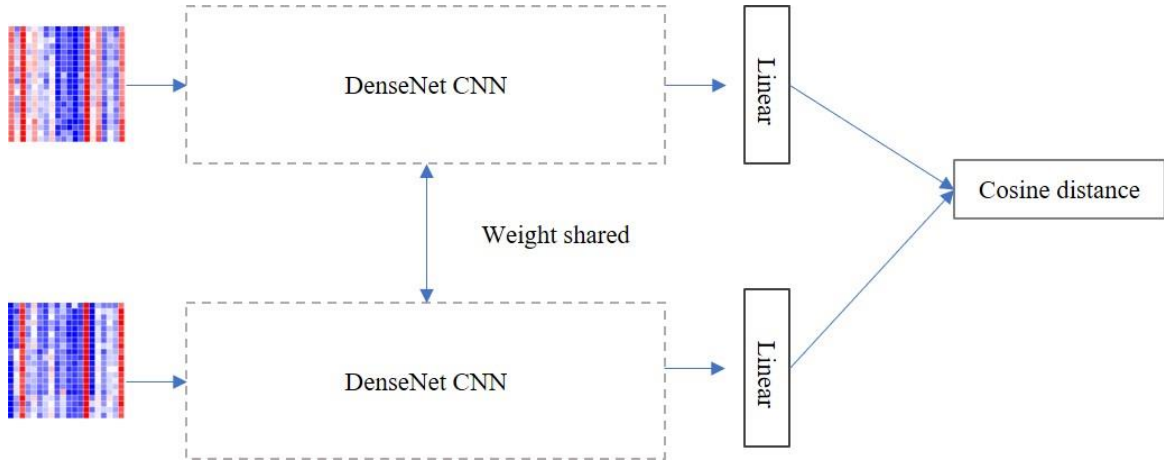 DenseNet CNN
Linear
Cosine distance
Weight shared
DenseNet CNN
Linear